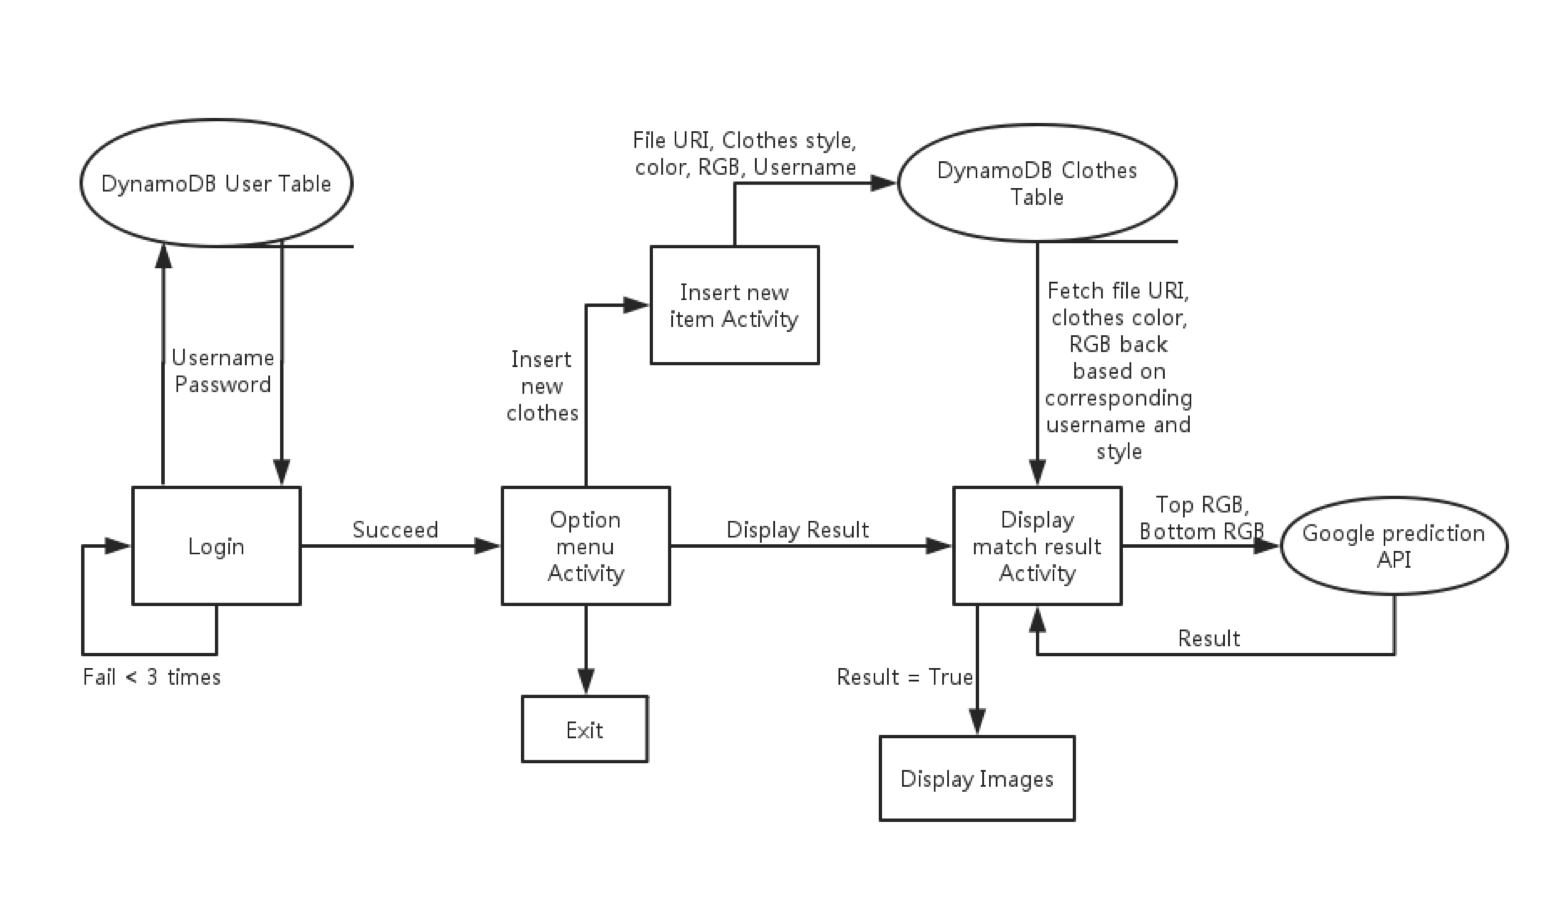 File URI, Clothes style,
color, RGB, Username
DynamoDB User Table
DynamoDB Clothes
Table
Insert new
item Activity
Fetch file URI,
clothes color,
RGB back
based on
corresponding
username and
style
Username
Password
Insert
new
clothes
Login
Succeed
Option
menu
Activity
Display Result
Display
match result
Activity
Top RGB,
Bottom RGB
Google prediction
API
Result
Fail < 3 times
Result = True
Exit
Display Images